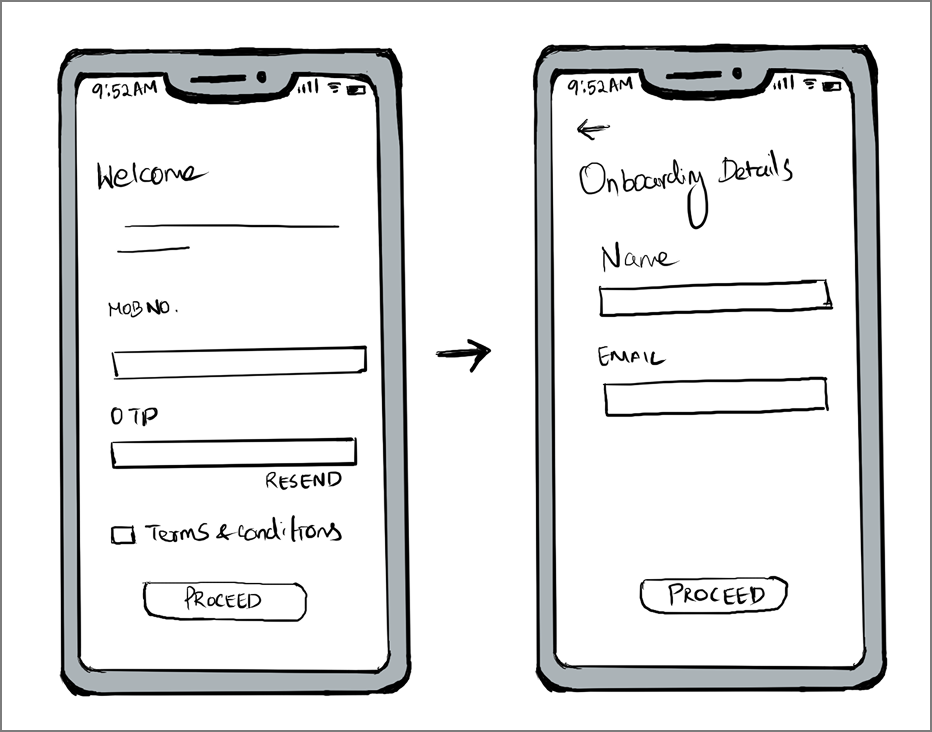 9:52AM
Welcome
MOB NO.
OTP
RESEND
Terms & conditions
PROCEED
9:52AM
Onboarding Details
Name
EMAIL
PROCEED